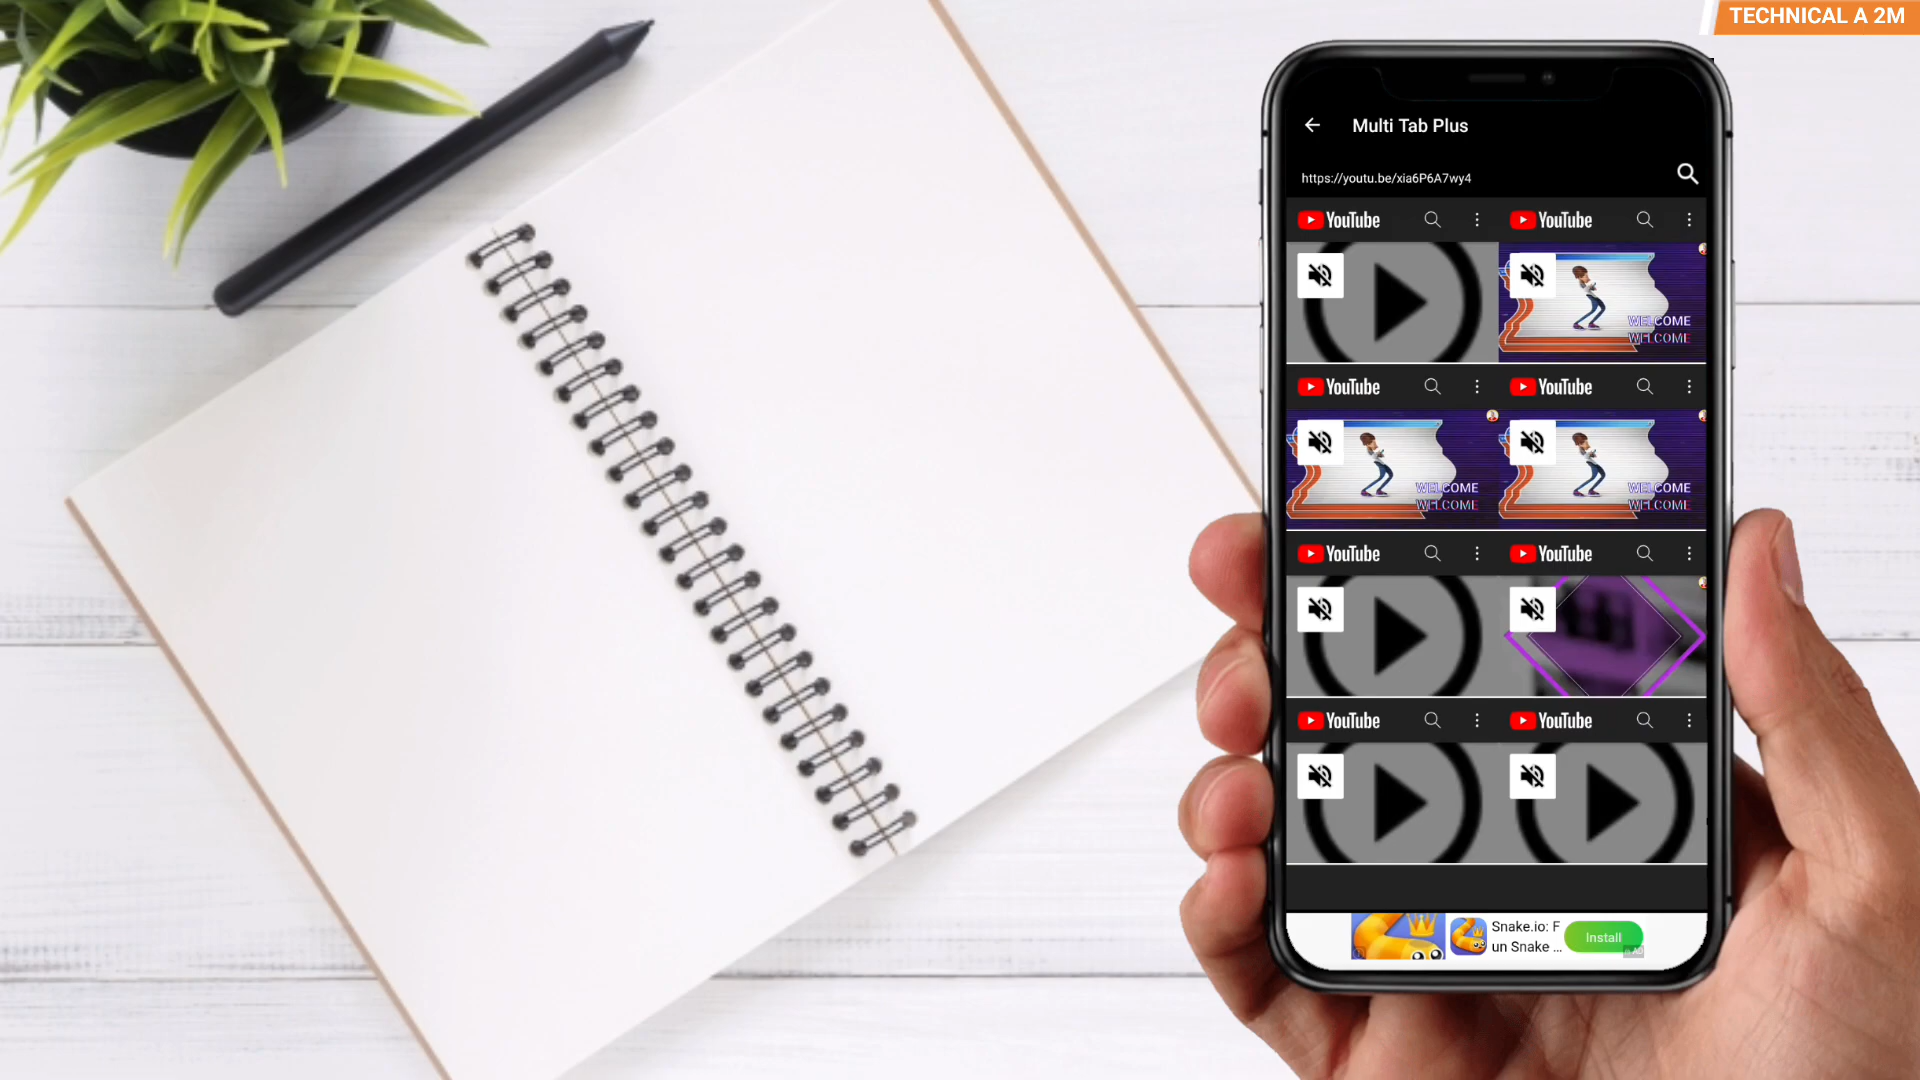 TECHNICAL A 2M
Multi Tab Plus
https://youtu.be/xia6P6A7wy4
YouTube YouTube
WELCOME
WELCOME
YouTube YouTube
WELCOME WELCOME
WELCOME WELCOME
YouTube YouTube
YouTube YouTube
Snake.io: F
un Snake ...
Install
AD